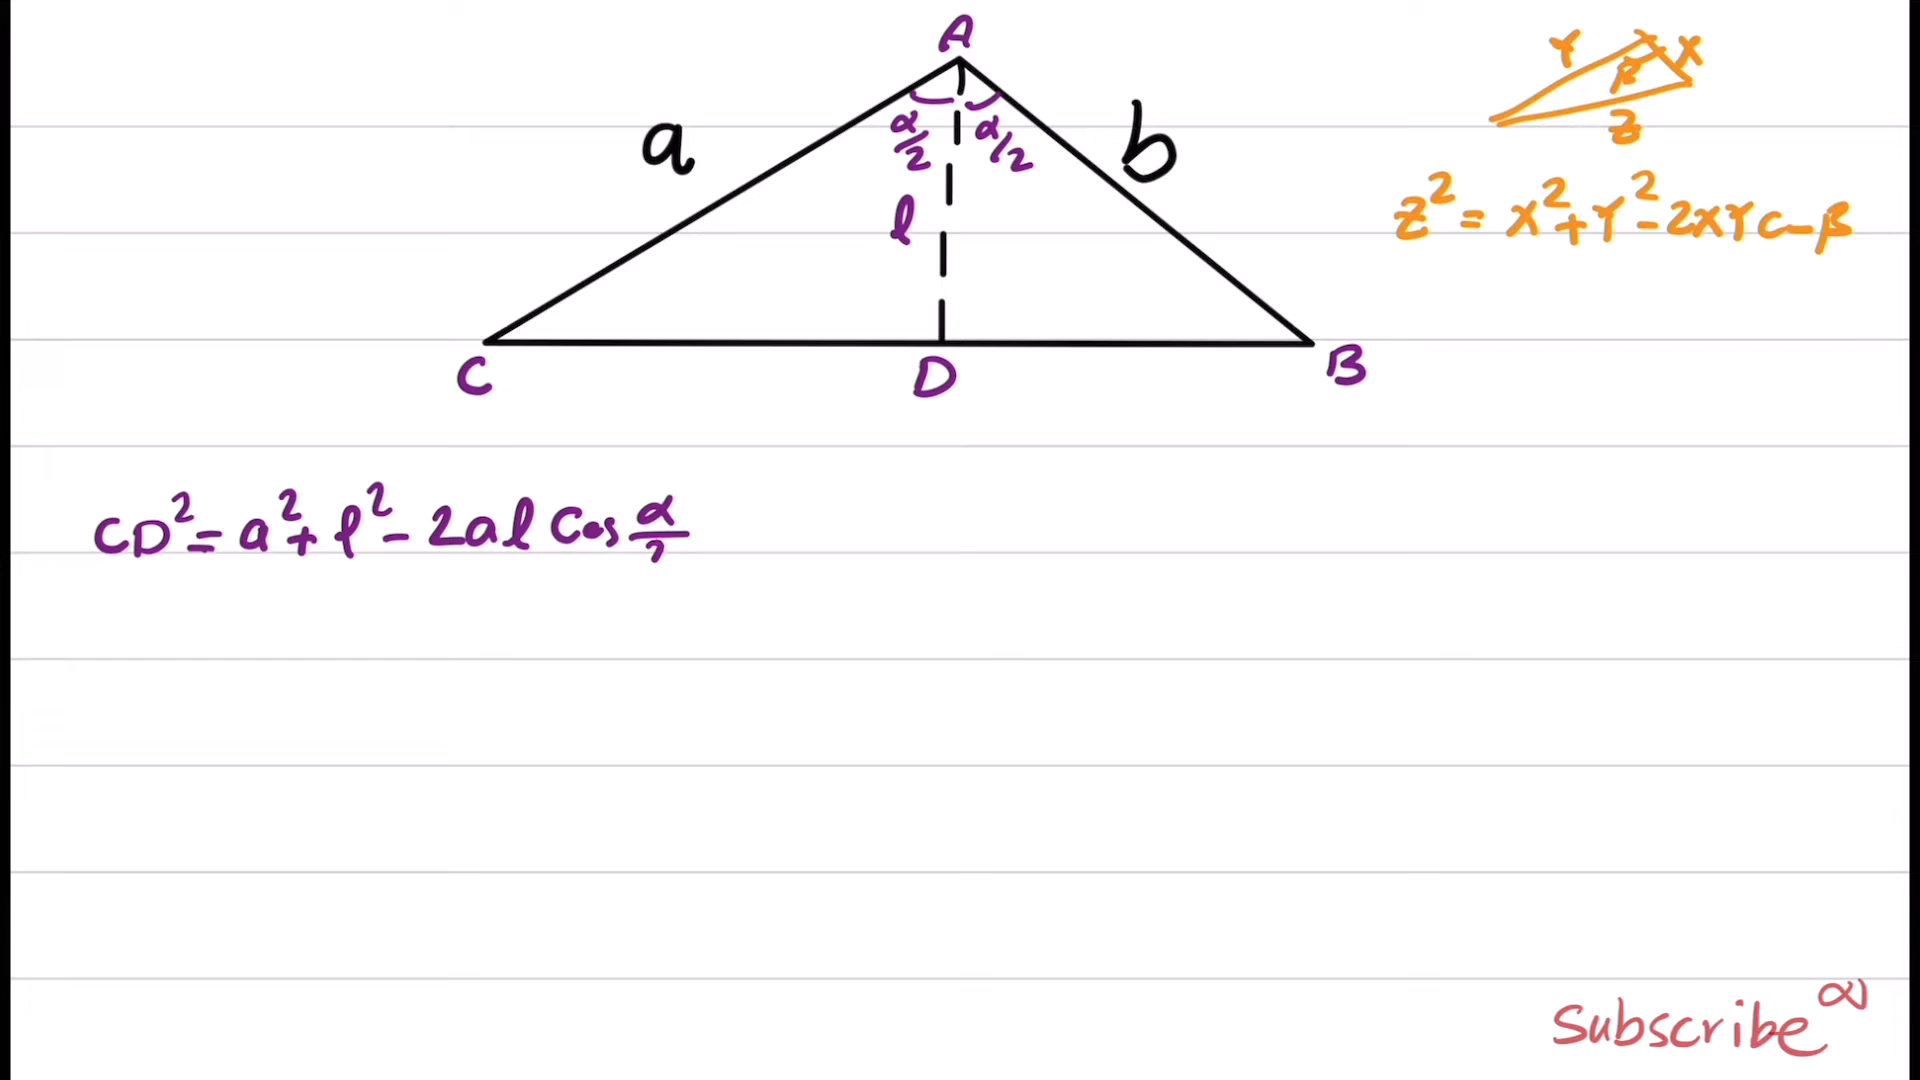 A
a
α/2
α/2
b
l
C
D
B
Y
X
β
Z
Z² = X² + Y² - 2XY c- β
CD² = a² + l² - 2al Cos α/2
Subscribe